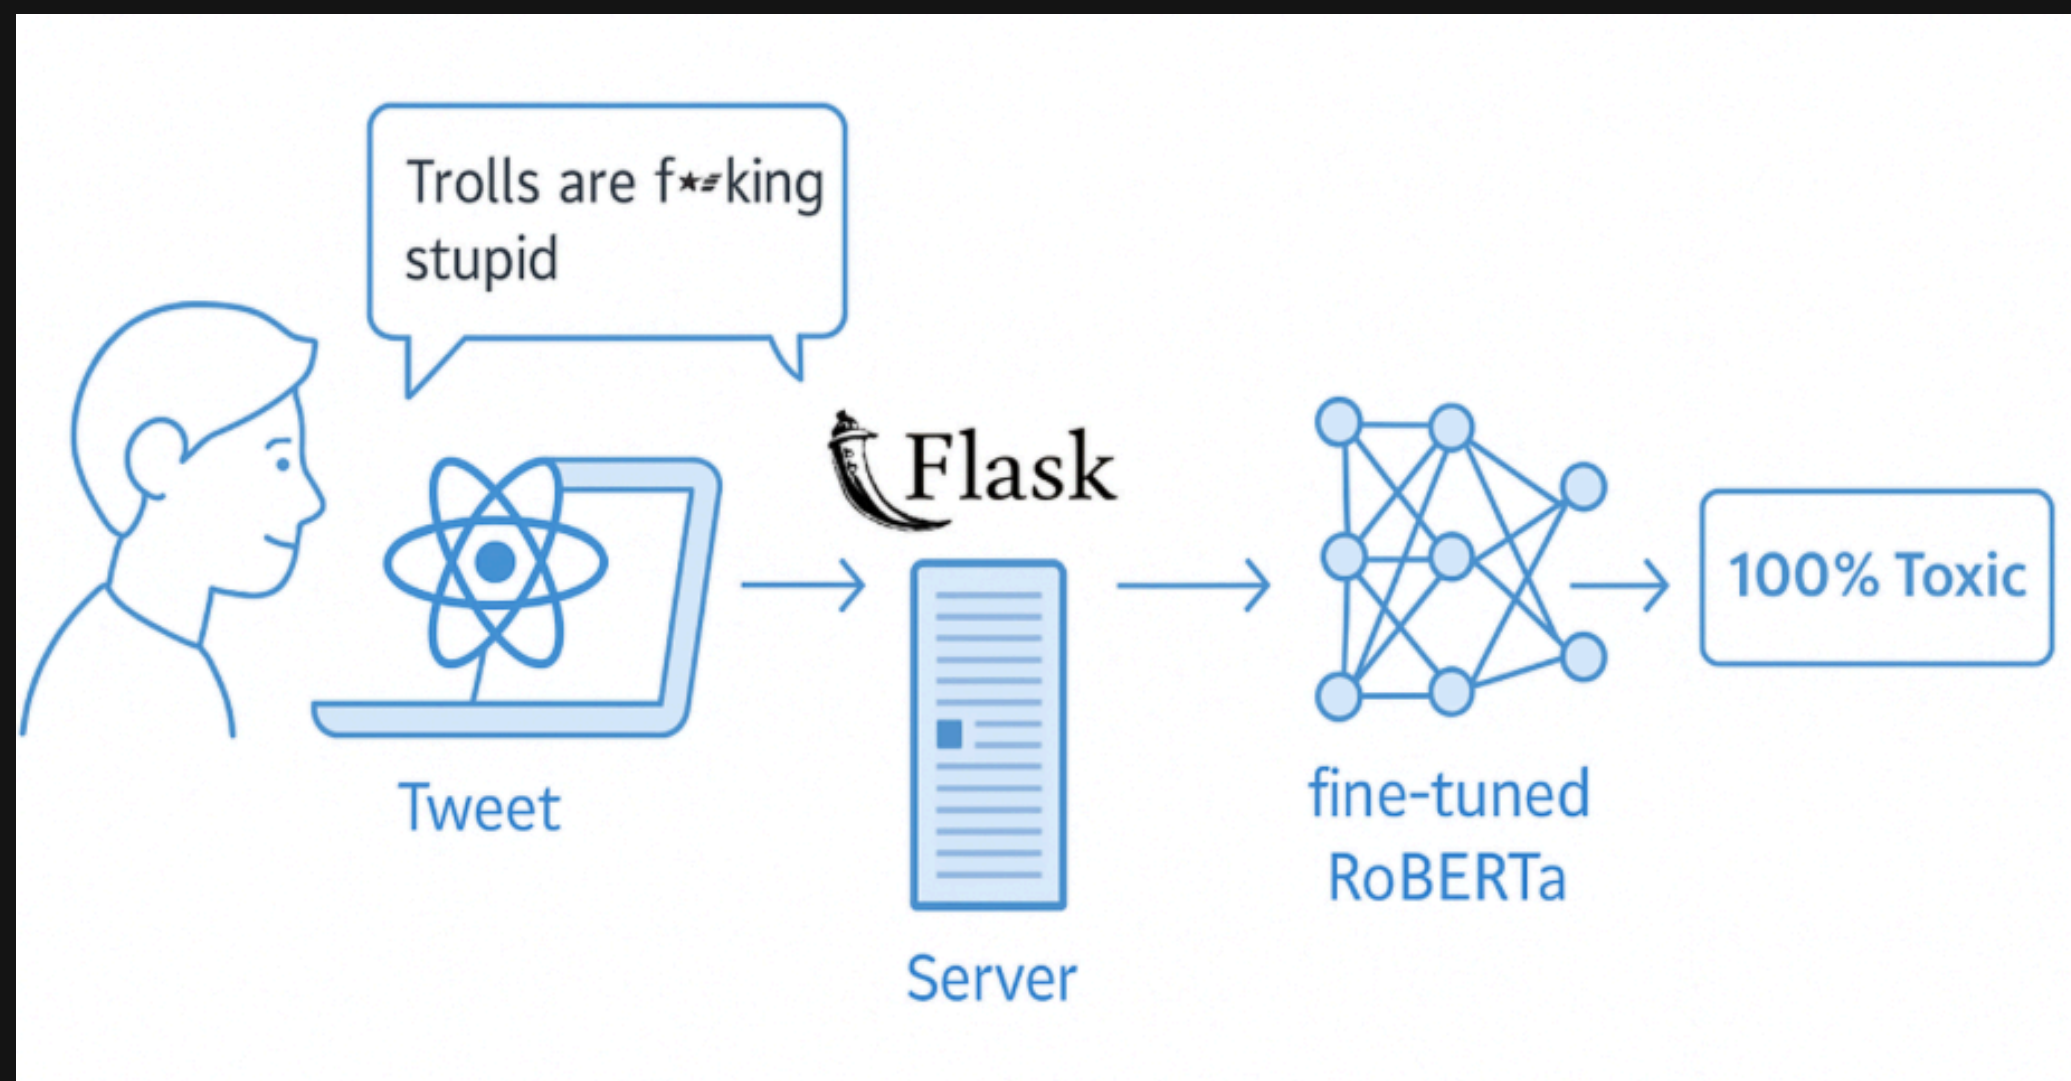 Trolls are f**king
stupid
Flask
Tweet
Server
fine-tuned
RoBERTa
100% Toxic